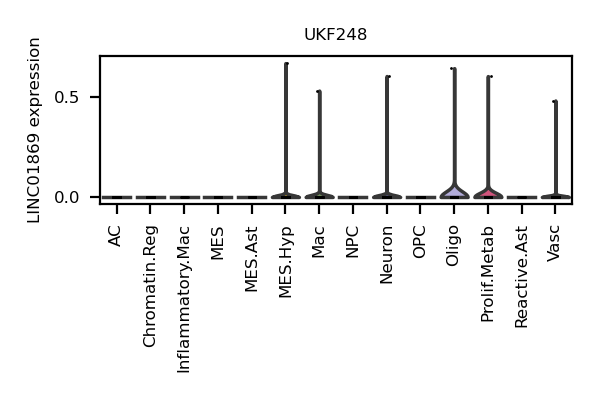 UKF248
LINC01869 expression
0.5
0.0
AC
Chromatin.Reg
Inflammatory.Mac
MES
MES.Ast
MES.Hyp
Mac
NPC
Neuron
OPC
Oligo
Prolif.Metab
Reactive.Ast
Vasc